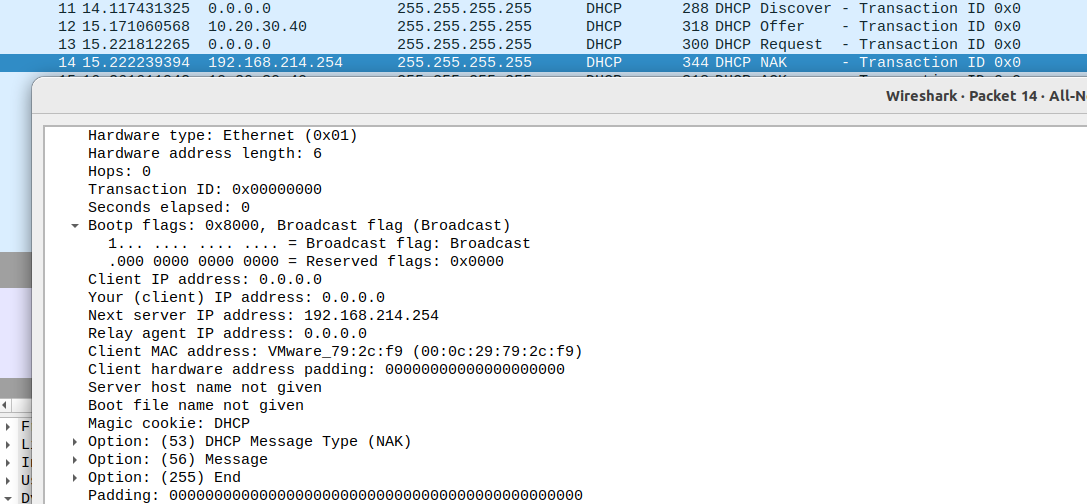 11 14.117431325 0.0.0.0 255.255.255.255 DHCP 288 DHCP Discover - Transaction ID 0x0
12 15.171060568 10.20.30.40 255.255.255.255 DHCP 318 DHCP Offer - Transaction ID 0x0
13 15.221812265 0.0.0.0 255.255.255.255 DHCP 300 DHCP Request - Transaction ID 0x0
14 15.222239394 192.168.214.254 255.255.255.255 DHCP 344 DHCP NAK - Transaction ID 0x0
Wireshark · Packet 14 · All-N
Hardware type: Ethernet (0x01)
Hardware address length: 6
Hops: 0
Transaction ID: 0x00000000
Seconds elapsed: 0
Bootp flags: 0x8000, Broadcast flag (Broadcast)
1... .... .... .... = Broadcast flag: Broadcast
.000 0000 0000 0000 = Reserved flags: 0x0000
Client IP address: 0.0.0.0
Your (client) IP address: 0.0.0.0
Next server IP address: 192.168.214.254
Relay agent IP address: 0.0.0.0
Client MAC address: VMware_79:2c:f9 (00:0c:29:79:2c:f9)
Client hardware address padding: 00000000000000000000
Server host name not given
Boot file name not given
Magic cookie: DHCP
Option: (53) DHCP Message Type (NAK)
Option: (56) Message
Option: (255) End
Padding: 0000000000000000000000000000000000000000000000